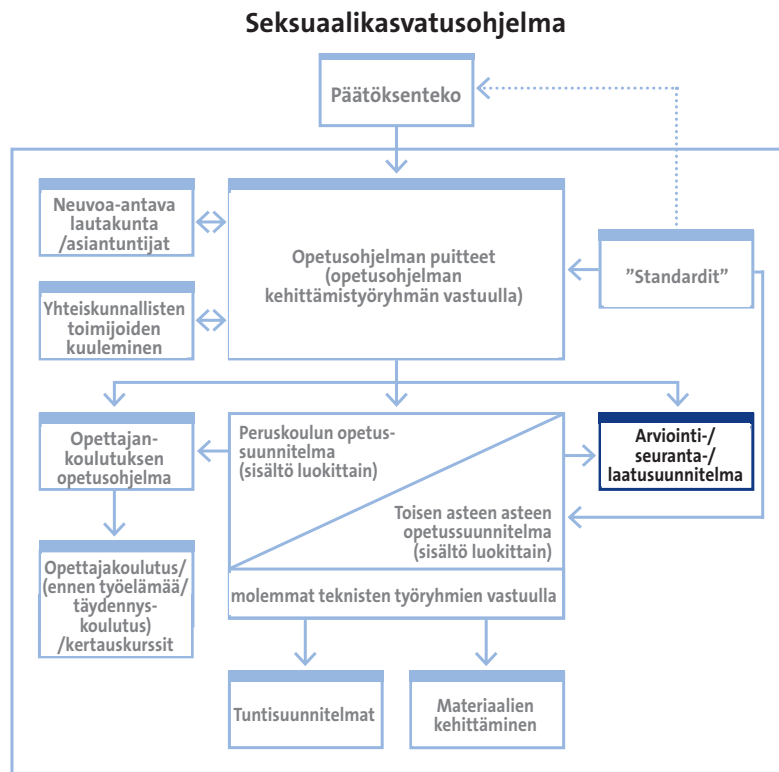 Seksuaalikasvatusohjelma
Päätöksenteko
Neuvoa-antava
lautakunta
/asiantuntijat
Opetusohjelman puitteet
(opetusohjelman
kehittämistyöryhmän vastuulla)
”Standardit”
Yhteiskunnallisten
toimijoiden
kuuleminen
Opettajan-
koulutuksen
opetusohjelma
Peruskoulun opetus-
suunnitelma
(sisältö luokittain)
Toisen asteen asteen
opetussuunnitelma
(sisältö luokittain)
Arviointi-/
seuranta-/
laatusuunnitelma
Opettajakoulutus/
(ennen työelämää/
täydennys-
koulutus)
/kertauskurssit
molemmat teknisten työryhmien vastuulla
Tuntisuunnitelmat
Materiaalien
kehittäminen